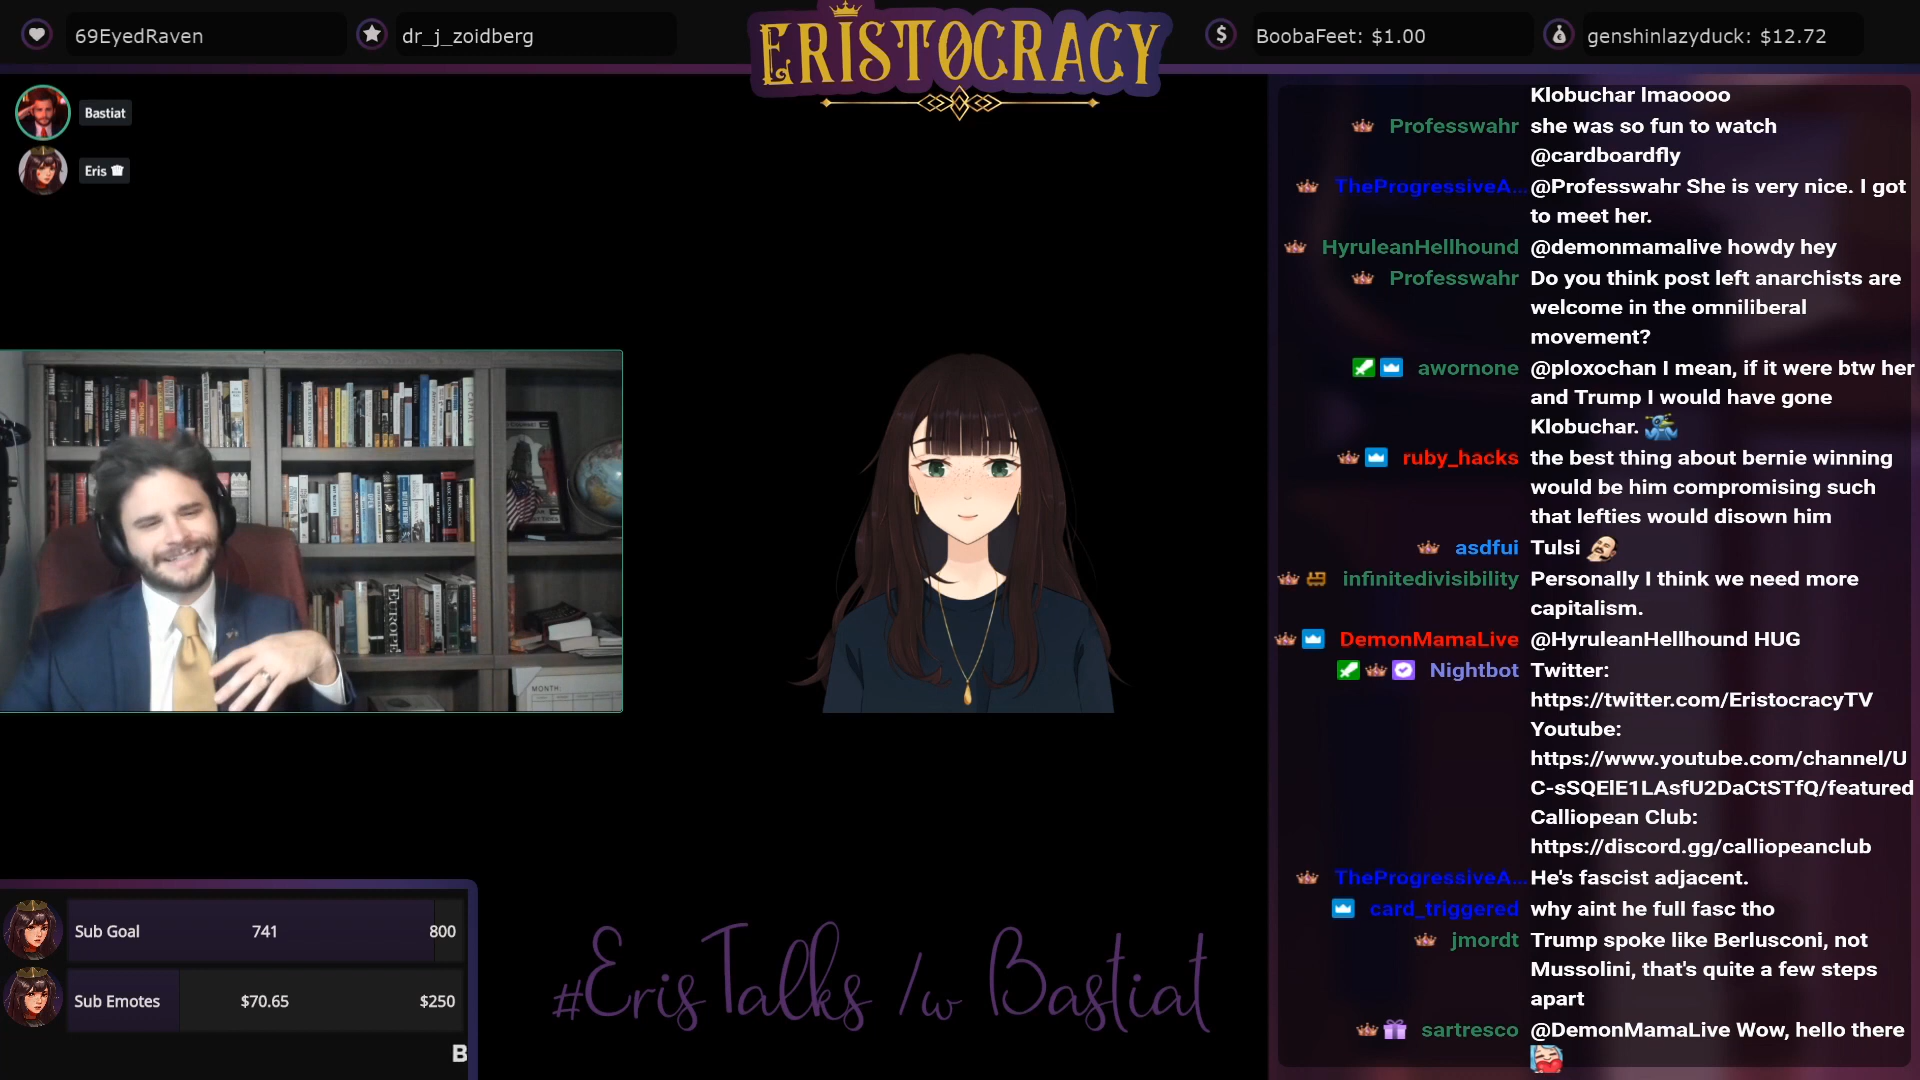 69EyedRaven
dr_j_zoidberg
ERISTOCRACY
BoobaFeet: $1.00
genshinlazyduck: $12.72
Bastiat
Eris
EUROPE
MONTH:
Klobuchar lmaoooo
Professwahr she was so fun to watch
@cardboardfly
TheProgressiveA... @Professwahr She is very nice. I got
to meet her.
HyruleanHellhound @demonmamalive howdy hey
Professwahr Do you think post left anarchists are
welcome in the omniliberal
movement?
awornone @ploxochan I mean, if it were btw her
and Trump I would have gone
Klobuchar.
ruby_hacks the best thing about bernie winning
would be him compromising such
that lefties would disown him
asdfui Tulsi
infinitedivisibility Personally I think we need more
capitalism.
DemonMamaLive @HyruleanHellhound HUG
Nightbot Twitter:
https://twitter.com/EristocracyTV
Youtube:
https://www.youtube.com/channel/U
C-sSQElE1LAsfU2DaCtSTfQ/featured
Calliopean Club:
https://discord.gg/calliopeanclub
TheProgressiveA... He's fascist adjacent.
card_triggered why aint he full fasc tho
jmordt Trump spoke like Berlusconi, not
Mussolini, that's quite a few steps
apart
sartresco @DemonMamaLive Wow, hello there
Sub Goal 741 800
Sub Emotes $70.65 $250
B
#ErisTalks /w Bastiat